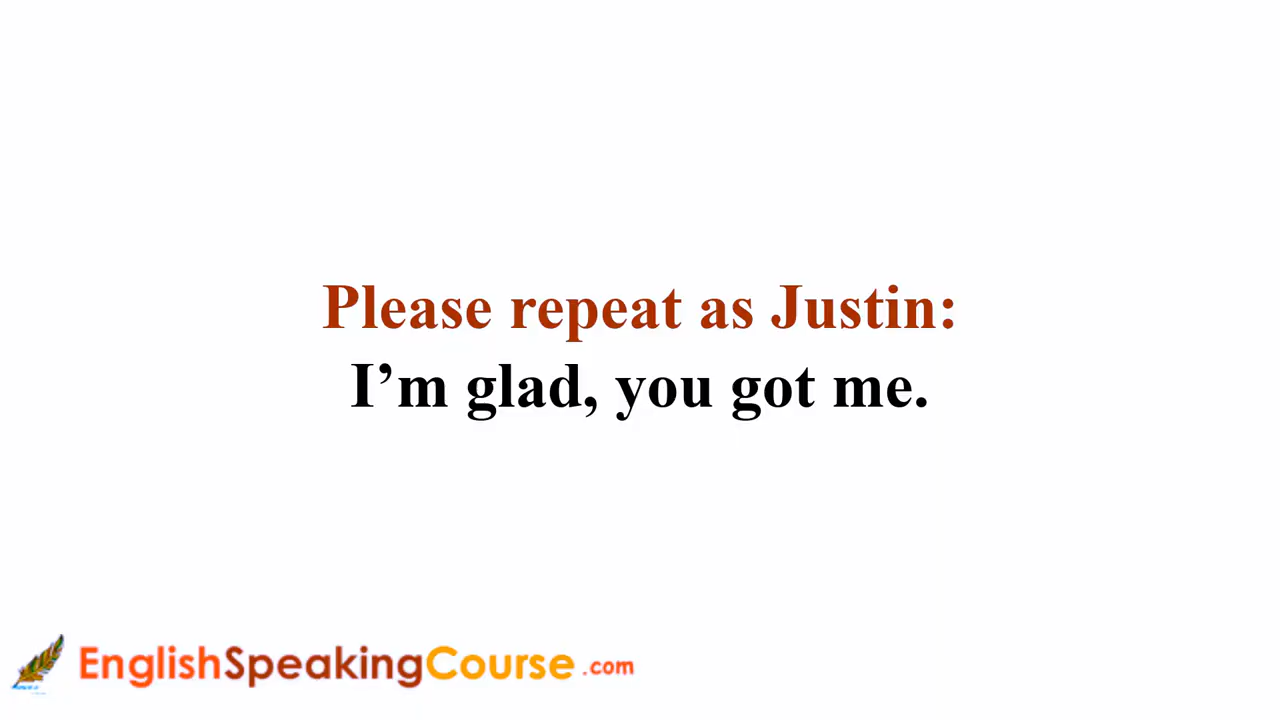 Please repeat as Justin:
I’m glad, you got me.
EnglishSpeakingCourse.com